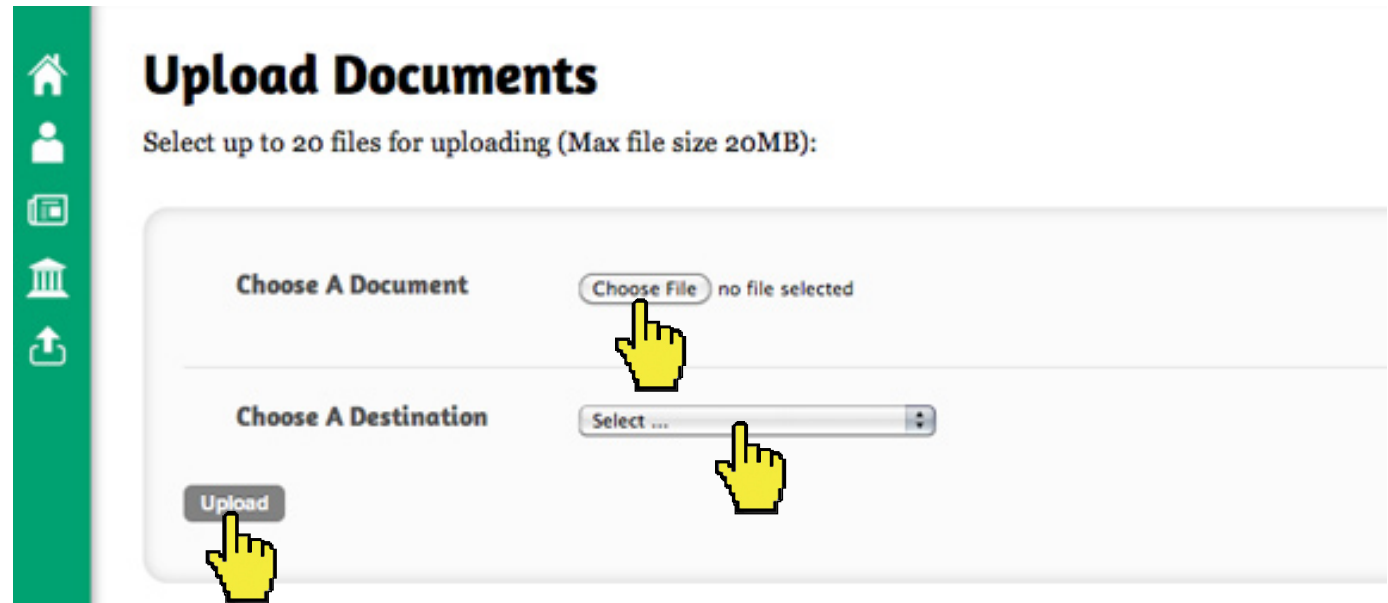 Upload Documents
Select up to 20 files for uploading (Max file size 20MB):
Choose A Document
Choose File no file selected
Choose A Destination
Select ...
Upload